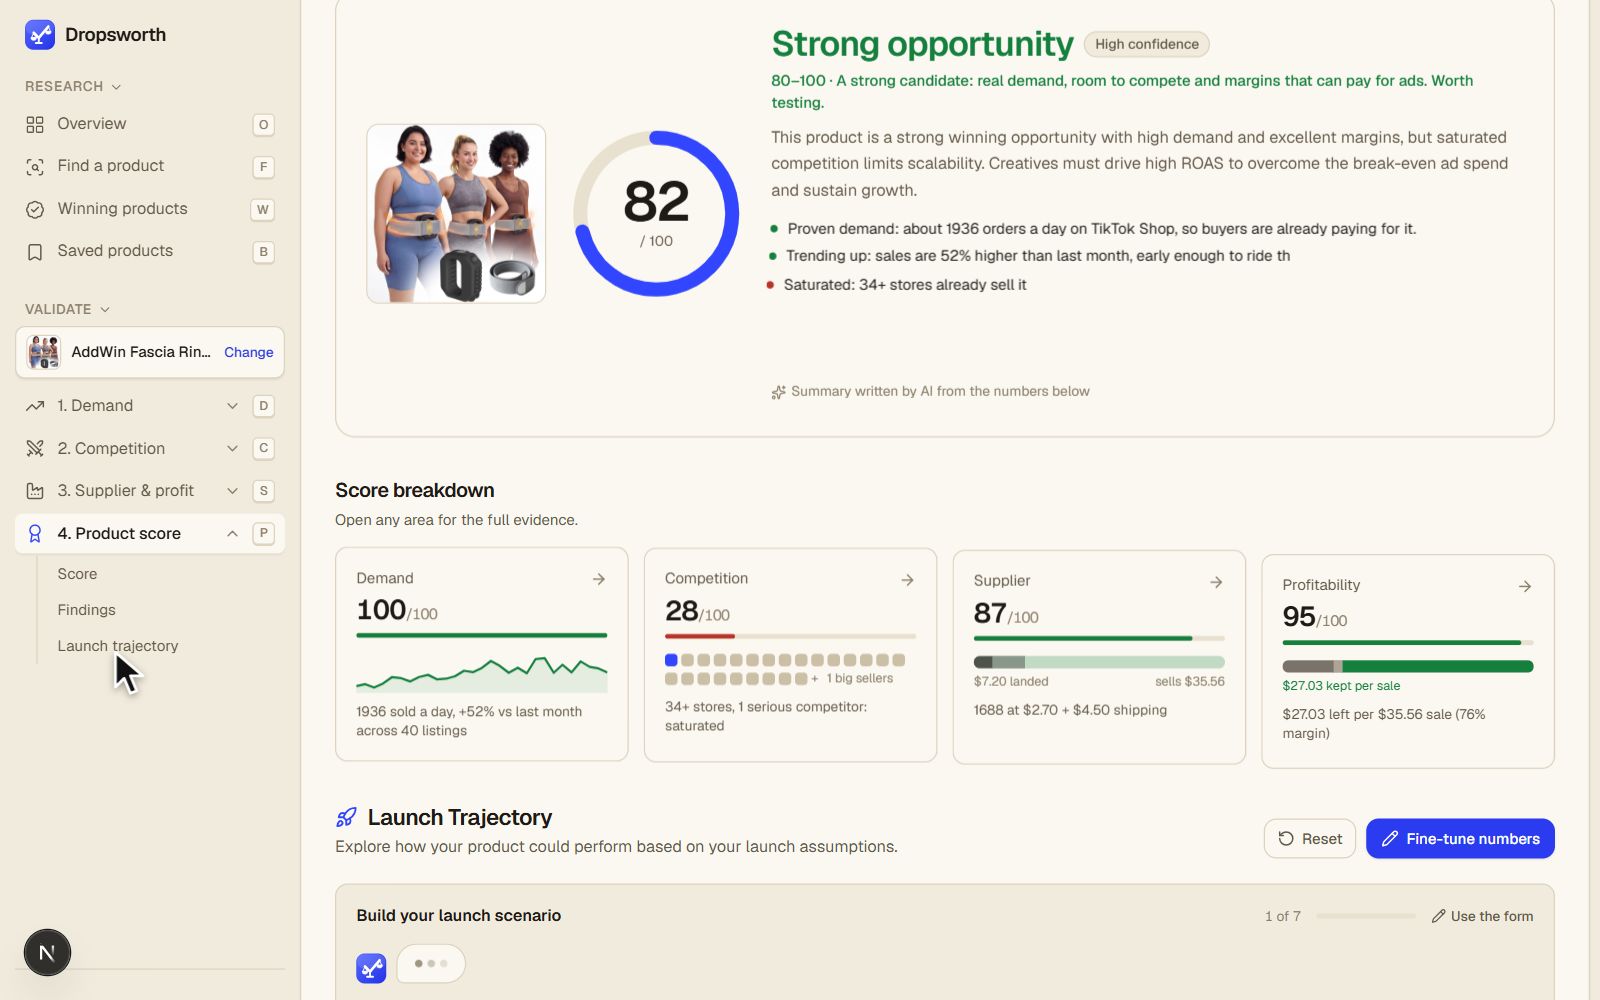 Dropsworth
RESEARCH
Overview O
Find a product F
Winning products W
Saved products B
VALIDATE
AddWin Fascia Rin... Change
1. Demand D
2. Competition C
3. Supplier & profit S
4. Product score P
Score
Findings
Launch trajectory
N
Strong opportunity High confidence
80–100 · A strong candidate: real demand, room to compete and margins that can pay for ads. Worth
testing.
82
/ 100
This product is a strong winning opportunity with high demand and excellent margins, but saturated
competition limits scalability. Creatives must drive high ROAS to overcome the break-even ad spend
and sustain growth.
Proven demand: about 1936 orders a day on TikTok Shop, so buyers are already paying for it.
Trending up: sales are 52% higher than last month, early enough to ride th
Saturated: 34+ stores already sell it
Summary written by AI from the numbers below
Score breakdown
Open any area for the full evidence.
Demand
100/100
1936 sold a day, +52% vs last month
across 40 listings
Competition
28/100
+ 1 big sellers
34+ stores, 1 serious competitor:
saturated
Supplier
87/100
$7.20 landed sells $35.56
1688 at $2.70 + $4.50 shipping
Profitability
95/100
$27.03 kept per sale
$27.03 left per $35.56 sale (76%
margin)
Launch Trajectory
Explore how your product could perform based on your launch assumptions.
Reset
Fine-tune numbers
Build your launch scenario
1 of 7
Use the form